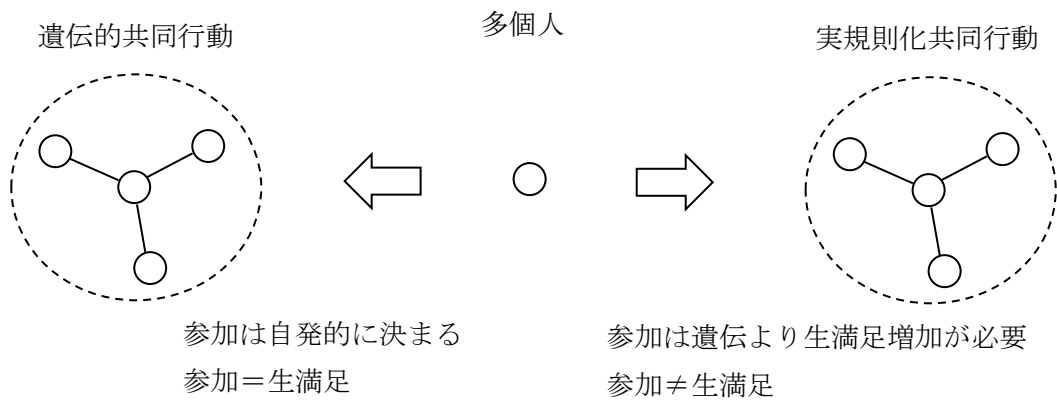 遺伝的共同行動
多個人
実規則化共同行動
参加は自発的に決まる
参加＝生満足
参加は遺伝より生満足増加が必要
参加≠生満足